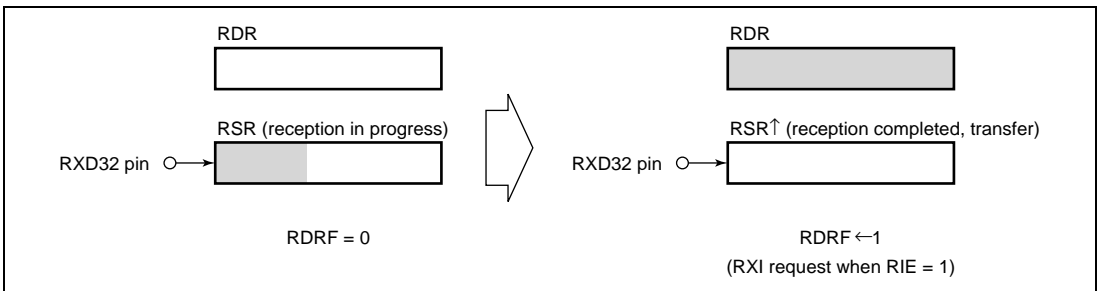 RDR
RSR (reception in progress)
RXD32 pin
RDRF = 0
RDR
RSR↑ (reception completed, transfer)
RXD32 pin
RDRF ←1
(RXI request when RIE = 1)